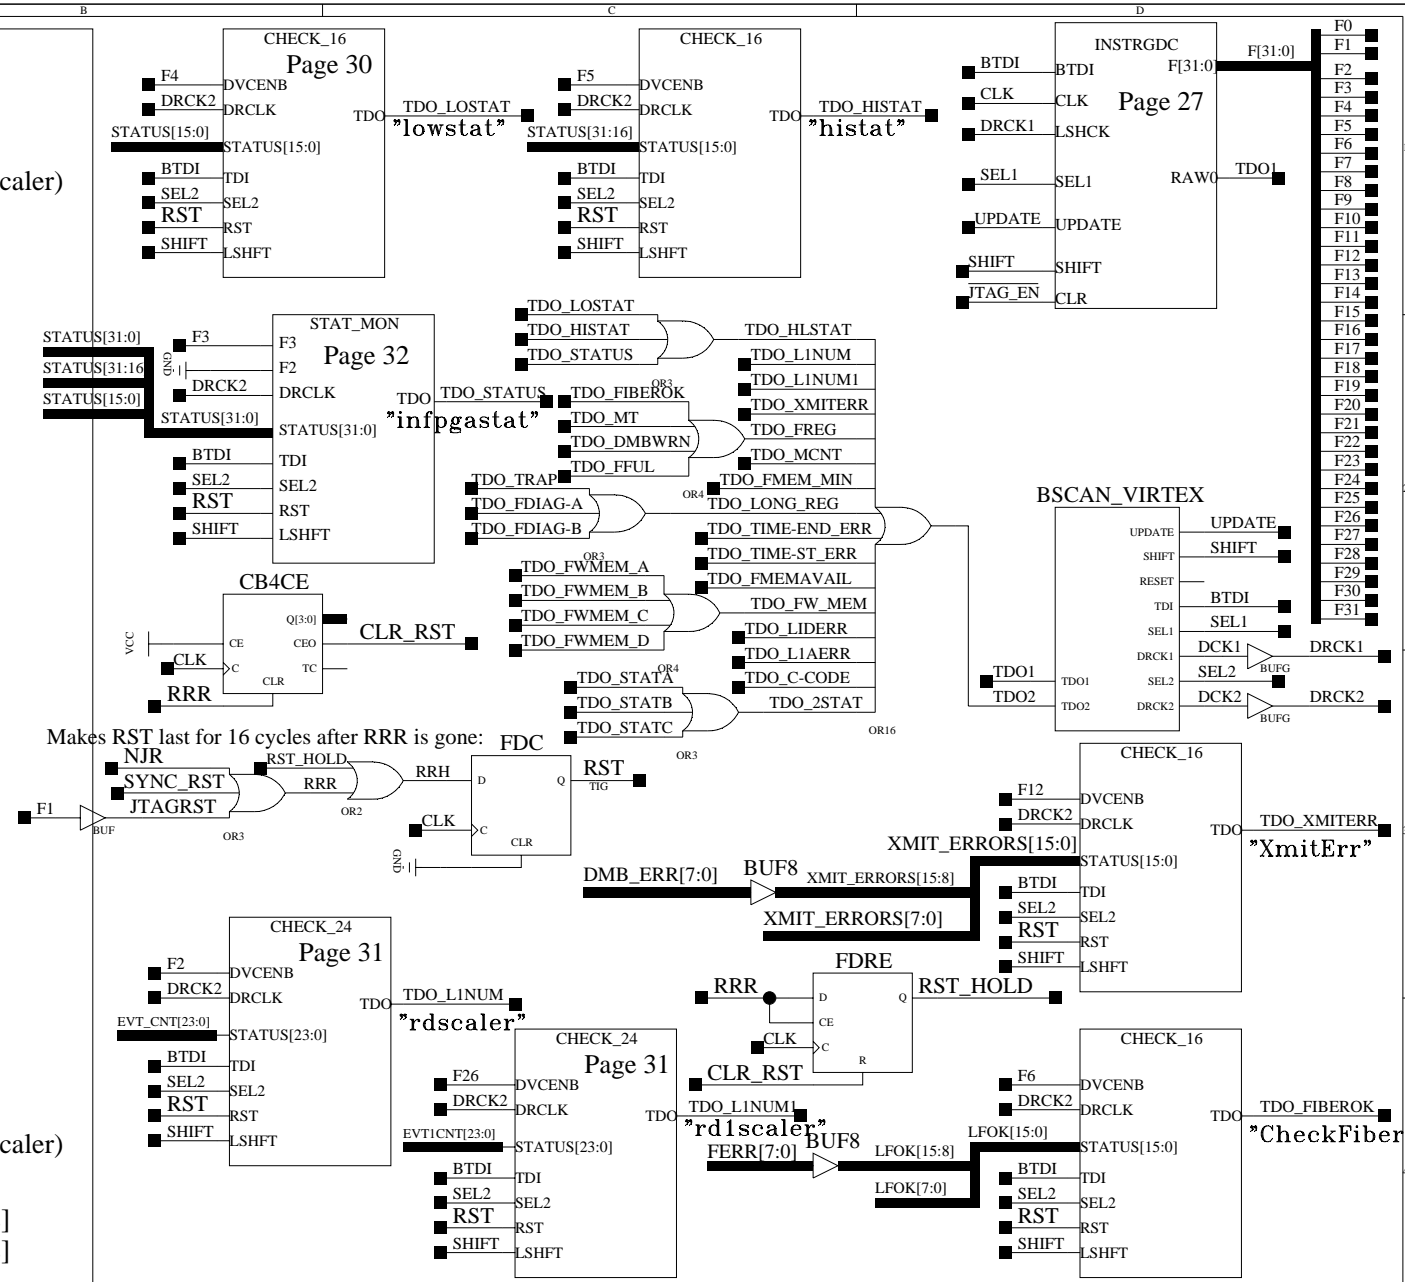 B
C
D
CHECK_16
Page 30
F4
DVCENB
DRCK2
DRCLK
TDO
TDO_LOSTAT
"lowstat"
STATUS[15:0]
STATUS[15:0]
BTDI
TDI
SEL2
SEL2
RST
RST
SHIFT
LSHFT
CHECK_16
F5
DVCENB
DRCK2
DRCLK
TDO
TDO_HISTAT
"histat"
STATUS[31:16]
STATUS[15:0]
BTDI
TDI
SEL2
SEL2
RST
RST
SHIFT
LSHFT
INSTRGDC
Page 27
BTDI
BTDI
F[31:0]
F[31:0]
CLK
CLK
DRCK1
LSHCK
SEL1
SEL1
RAW0
TDO1
UPDATE
UPDATE
SHIFT
SHIFT
JTAG_EN
CLR
F0
F1
F2
F3
F4
F5
F6
F7
F8
F9
F10
F11
F12
F13
F14
F15
F16
F17
F18
F19
F20
F21
F22
F23
F24
F25
F26
F27
F28
F29
F30
F31
caler)
STAT_MON
Page 32
STATUS[31:0]
STATUS[31:16
STATUS[15:0]
F3
F3
GND
F2
DRCK2
DRCLK
STATUS[31:0]
STATUS[31:0]
TDO
TDO_STATUS
"infpgastat"
BTDI
TDI
SEL2
SEL2
RST
RST
SHIFT
LSHFT
TDO_LOSTAT
TDO_HISTAT
TDO_STATUS
OR3
TDO_HLSTAT
TDO_L1NUM
TDO_L1NUM1
TDO_XMITERR
TDO_FIBEROK
TDO_MT
TDO_DMBWRN
TDO_FFUL
OR4
TDO_FREG
TDO_MCNT
TDO_FMEM_MIN
TDO_TRAP
TDO_FDIAG-A
TDO_FDIAG-B
OR3
TDO_LONG_REG
TDO_TIME-END_ERR
TDO_TIME-ST_ERR
TDO_FMEMAVAIL
TDO_FWMEM_A
TDO_FWMEM_B
TDO_FWMEM_C
TDO_FWMEM_D
OR4
TDO_FW_MEM
TDO_LIDERR
TDO_L1AERR
TDO_C-CODE
TDO_STATA
TDO_STATB
TDO_STATC
OR3
TDO_2STAT
OR16
BSCAN_VIRTEX
UPDATE
UPDATE
SHIFT
SHIFT
RESET
TDI
BTDI
SEL1
SEL1
DRCK1
DCK1
BUFG
DRCK1
TDO1
TDO1
SEL2
SEL2
TDO2
TDO2
DRCK2
DCK2
BUFG
DRCK2
CB4CE
Q[3:0]
VCC
CE
CEO
CLR_RST
CLK
C
TC
CLR
RRR
Makes RST last for 16 cycles after RRR is gone:
NJR
SYNC_RST
F1
BUF
JTAGRST
OR3
RST_HOLD
RRR
OR2
RRH
FDC
D
Q
RST
TIG
CLK
C
CLR
GND
CHECK_16
F12
DVCENB
DRCK2
DRCLK
TDO
TDO_XMITERR
"XmitErr"
XMIT_ERRORS[15:0]
STATUS[15:0]
DMB_ERR[7:0]
BUF8
XMIT_ERRORS[15:8]
XMIT_ERRORS[7:0]
BTDI
TDI
SEL2
SEL2
RST
RST
SHIFT
LSHFT
CHECK_24
Page 31
F2
DVCENB
DRCK2
DRCLK
TDO
TDO_L1NUM
"rdscaler"
EVT_CNT[23:0]
STATUS[23:0]
BTDI
TDI
SEL2
SEL2
RST
RST
SHIFT
LSHFT
FDRE
RRR
D
Q
RST_HOLD
CE
CLK
C
R
CLR_RST
CHECK_24
Page 31
F26
DVCENB
DRCK2
DRCLK
TDO
TDO_L1NUM1
"rd1scaler"
EVT1CNT[23:0]
STATUS[23:0]
BTDI
TDI
SEL2
SEL2
RST
RST
SHIFT
LSHFT
CHECK_16
F6
DVCENB
DRCK2
DRCLK
TDO
TDO_FIBEROK
"CheckFiber
FERR[7:0]
BUF8
LFOK[15:8]
LFOK[15:0]
STATUS[15:0]
LFOK[7:0]
BTDI
TDI
SEL2
SEL2
RST
RST
SHIFT
LSHFT
caler)
]
]